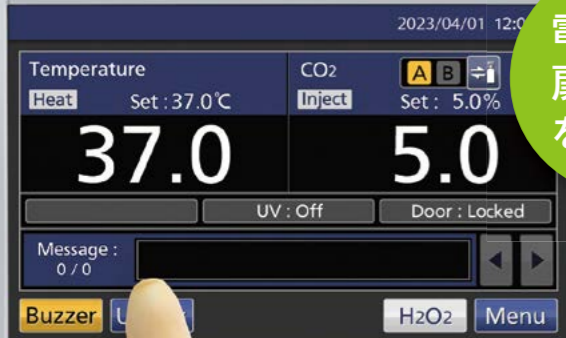 2023/04/01 12:0
Temperature
CO2
A B
Heat
Set : 37.0℃
Inject
Set : 5.0%
37.0
5.0
UV : Off
Door : Locked
Message :
0 / 0
Buzzer
H2O2
Menu